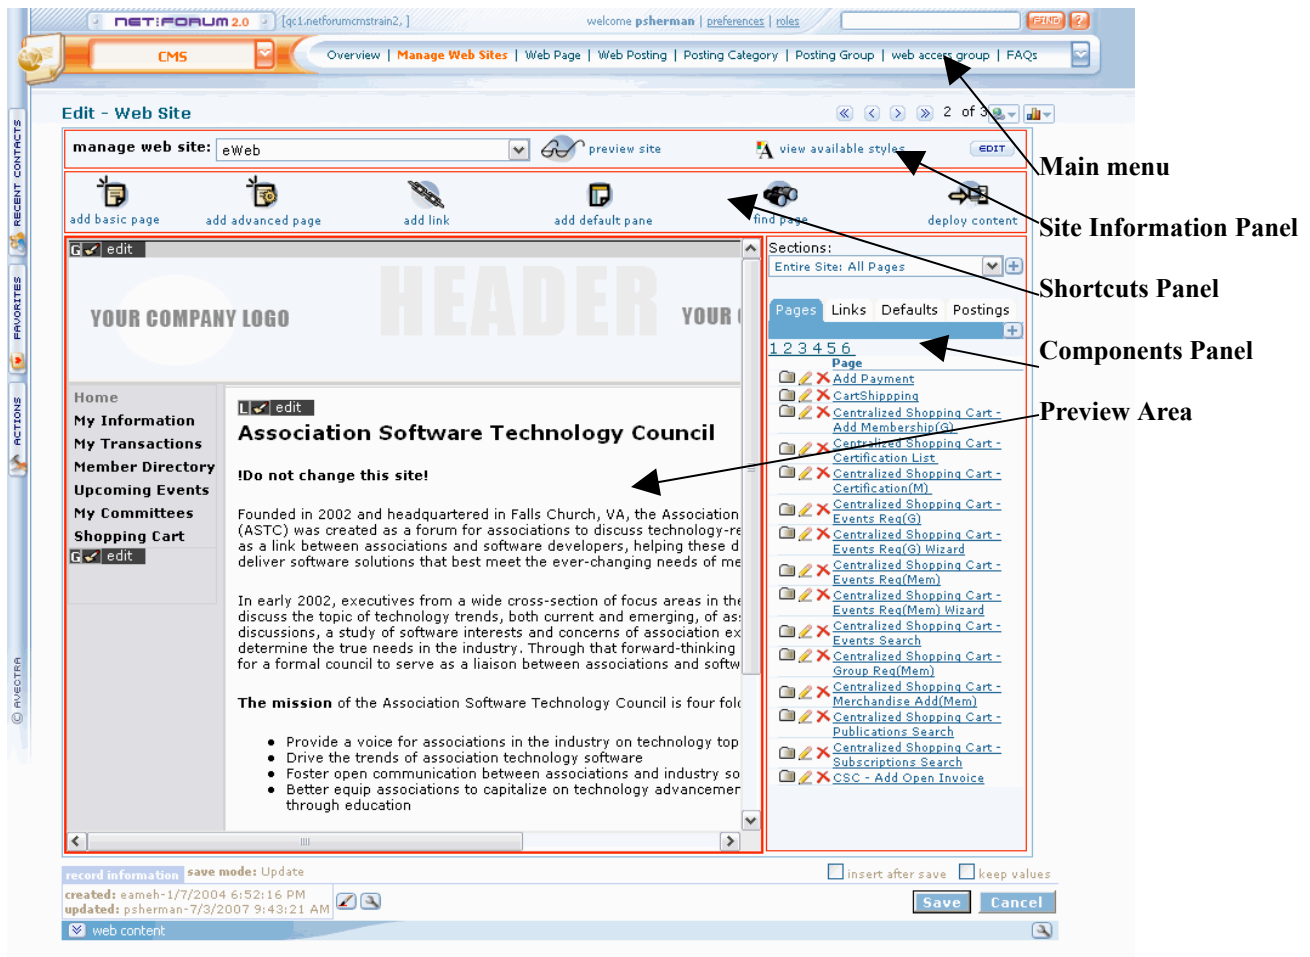 NET:FORUM 2.0 [qc1.netforumcmstrain2, ] welcome psherman | preferences | roles FIND ?
CMS Overview | Manage Web Sites | Web Page | Web Posting | Posting Category | Posting Group | web access group | FAQs
Edit - Web Site 2 of 3
manage web site: eWeb preview site view available styles EDIT
Main menu
add basic page add advanced page add link add default pane find page deploy content
Site Information Panel
Shortcuts Panel
Components Panel
Preview Area
RECENT CONTACTS
FAVORITES
ACTIONS
© AVECTRA
G edit
YOUR COMPANY LOGO HEADER YOUR
Home
My Information
My Transactions
Member Directory
Upcoming Events
My Committees
Shopping Cart
G edit
L edit
Association Software Technology Council
!Do not change this site!
Founded in 2002 and headquartered in Falls Church, VA, the Association
(ASTC) was created as a forum for associations to discuss technology-re
as a link between associations and software developers, helping these d
deliver software solutions that best meet the ever-changing needs of me
In early 2002, executives from a wide cross-section of focus areas in the
discuss the topic of technology trends, both current and emerging, of as
discussions, a study of software interests and concerns of association ex
determine the true needs in the industry. Through that forward-thinking
for a formal council to serve as a liaison between associations and softw
The mission of the Association Software Technology Council is four fold
• Provide a voice for associations in the industry on technology top
• Drive the trends of association technology software
• Foster open communication between associations and industry so
• Better equip associations to capitalize on technology advancemen
through education
Sections:
Entire Site: All Pages
Pages Links Defaults Postings
1 2 3 4 5 6
Page
Add Payment
CartShippping
Centralized Shopping Cart -
Add Membership(G)
Centralized Shopping Cart -
Certification List
Centralized Shopping Cart -
Certification(M)
Centralized Shopping Cart -
Events Reg(G)
Centralized Shopping Cart -
Events Reg(G) Wizard
Centralized Shopping Cart -
Events Reg(Mem)
Centralized Shopping Cart -
Events Reg(Mem) Wizard
Centralized Shopping Cart -
Events Search
Centralized Shopping Cart -
Group Reg(Mem)
Centralized Shopping Cart -
Merchandise Add(Mem)
Centralized Shopping Cart -
Publications Search
Centralized Shopping Cart -
Subscriptions Search
CSC - Add Open Invoice
record information save mode: Update insert after save keep values
created: eameh-1/7/2004 6:52:16 PM
updated: psherman-7/3/2007 9:43:21 AM Save Cancel
web content